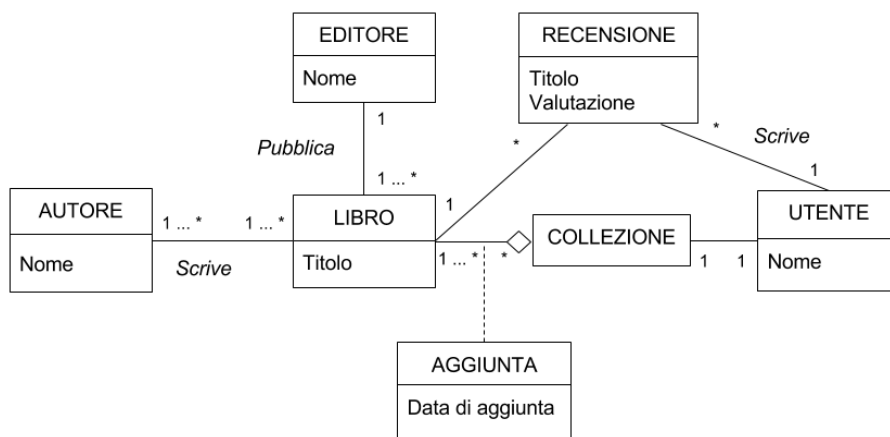 EDITORE
Nome
RECENSIONE
Titolo
Valutazione
1
Pubblica
1 ... *
*
*
Scrive
1
AUTORE
Nome
1 ... *
1 ... *
Scrive
LIBRO
Titolo
1
1 ... *
*
COLLEZIONE
1
1
UTENTE
Nome
AGGIUNTA
Data di aggiunta